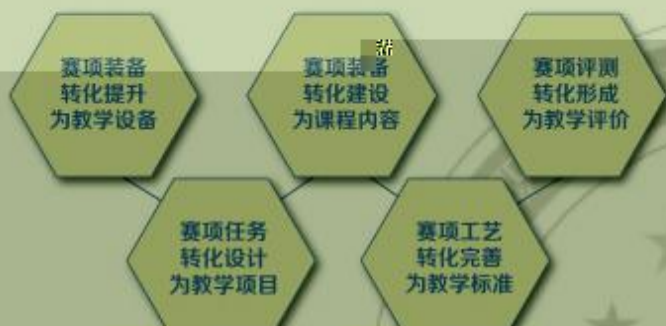 赛项装备
转化提升
为教学设备
赛项装备
转化建设
为课程内容
赛项评测
转化形成
为教学评价
赛项任务
转化设计
为教学项目
赛项工艺
转化完善
为教学标准